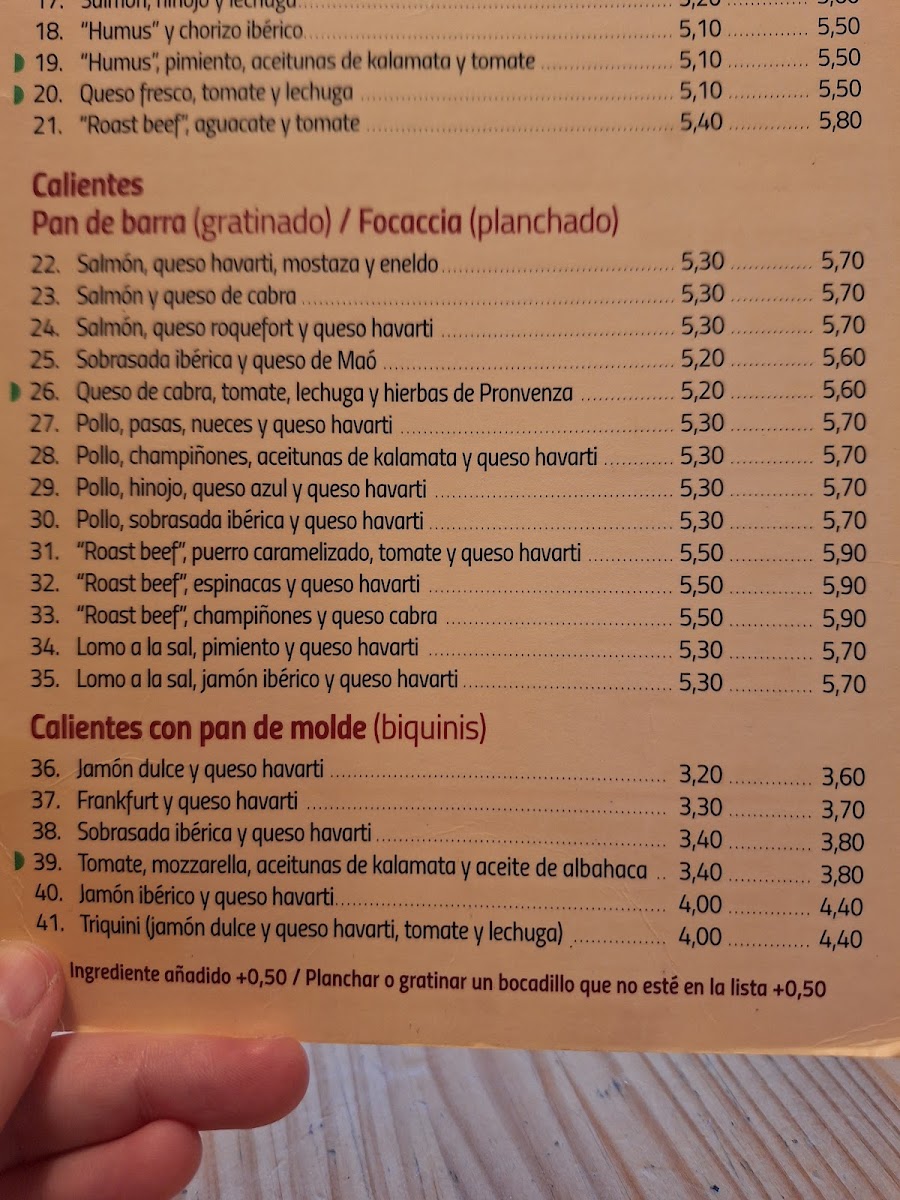 17. Salmón, hinojo y lechuga 5,20
18. “Humus” y chorizo ibérico 5,10 5,50
19. “Humus”, pimiento, aceitunas de kalamata y tomate 5,10 5,50
20. Queso fresco, tomate y lechuga 5,10 5,50
21. “Roast beef”, aguacate y tomate 5,40 5,80
Calientes
Pan de barra (gratinado) / Focaccia (planchado)
22. Salmón, queso havarti, mostaza y eneldo 5,30 5,70
23. Salmón y queso de cabra 5,30 5,70
24. Salmón, queso roquefort y queso havarti 5,30 5,70
25. Sobrasada ibérica y queso de Maó 5,20 5,60
26. Queso de cabra, tomate, lechuga y hierbas de Pronvenza 5,20 5,60
27. Pollo, pasas, nueces y queso havarti 5,30 5,70
28. Pollo, champiñones, aceitunas de kalamata y queso havarti 5,30 5,70
29. Pollo, hinojo, queso azul y queso havarti 5,30 5,70
30. Pollo, sobrasada ibérica y queso havarti 5,30 5,70
31. “Roast beef”, puerro caramelizado, tomate y queso havarti 5,50 5,90
32. “Roast beef”, espinacas y queso havarti 5,50 5,90
33. “Roast beef”, champiñones y queso cabra 5,50 5,90
34. Lomo a la sal, pimiento y queso havarti 5,30 5,70
35. Lomo a la sal, jamón ibérico y queso havarti 5,30 5,70
Calientes con pan de molde (biquinis)
36. Jamón dulce y queso havarti 3,20 3,60
37. Frankfurt y queso havarti 3,30 3,70
38. Sobrasada ibérica y queso havarti 3,40 3,80
39. Tomate, mozzarella, aceitunas de kalamata y aceite de albahaca 3,40 3,80
40. Jamón ibérico y queso havarti 4,00 4,40
41. Triquini (jamón dulce y queso havarti, tomate y lechuga) 4,00 4,40
Ingrediente añadido +0,50 / Planchar o gratinar un bocadillo que no esté en la lista +0,50